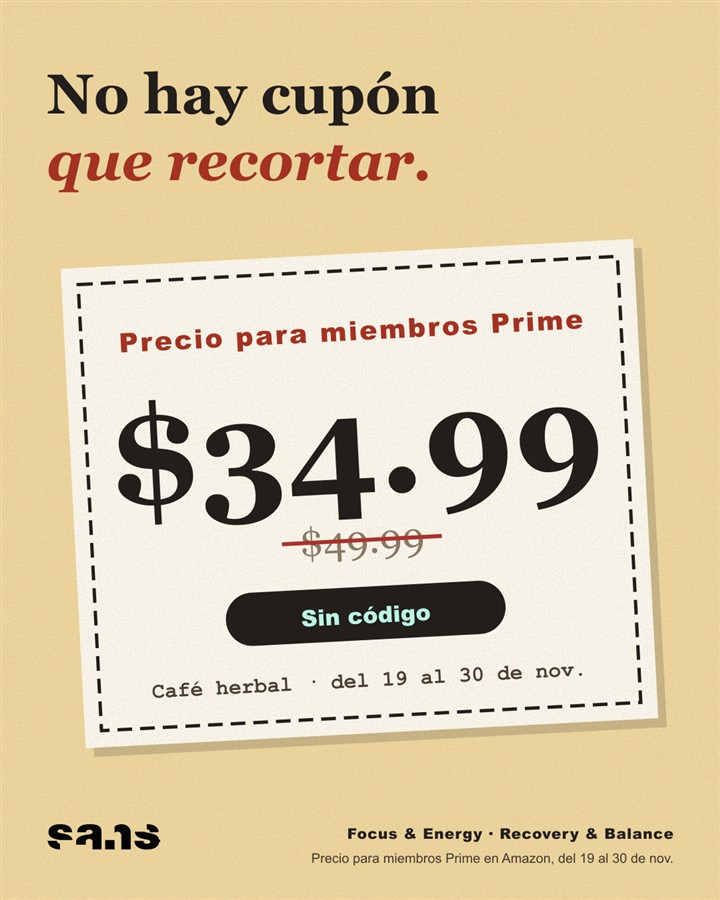 No hay cupón
que recortar.
Precio para miembros Prime
$34.99
$49.99
Sin código
Café herbal · del 19 al 30 de nov.
sans
Focus & Energy · Recovery & Balance
Precio para miembros Prime en Amazon, del 19 al 30 de nov.